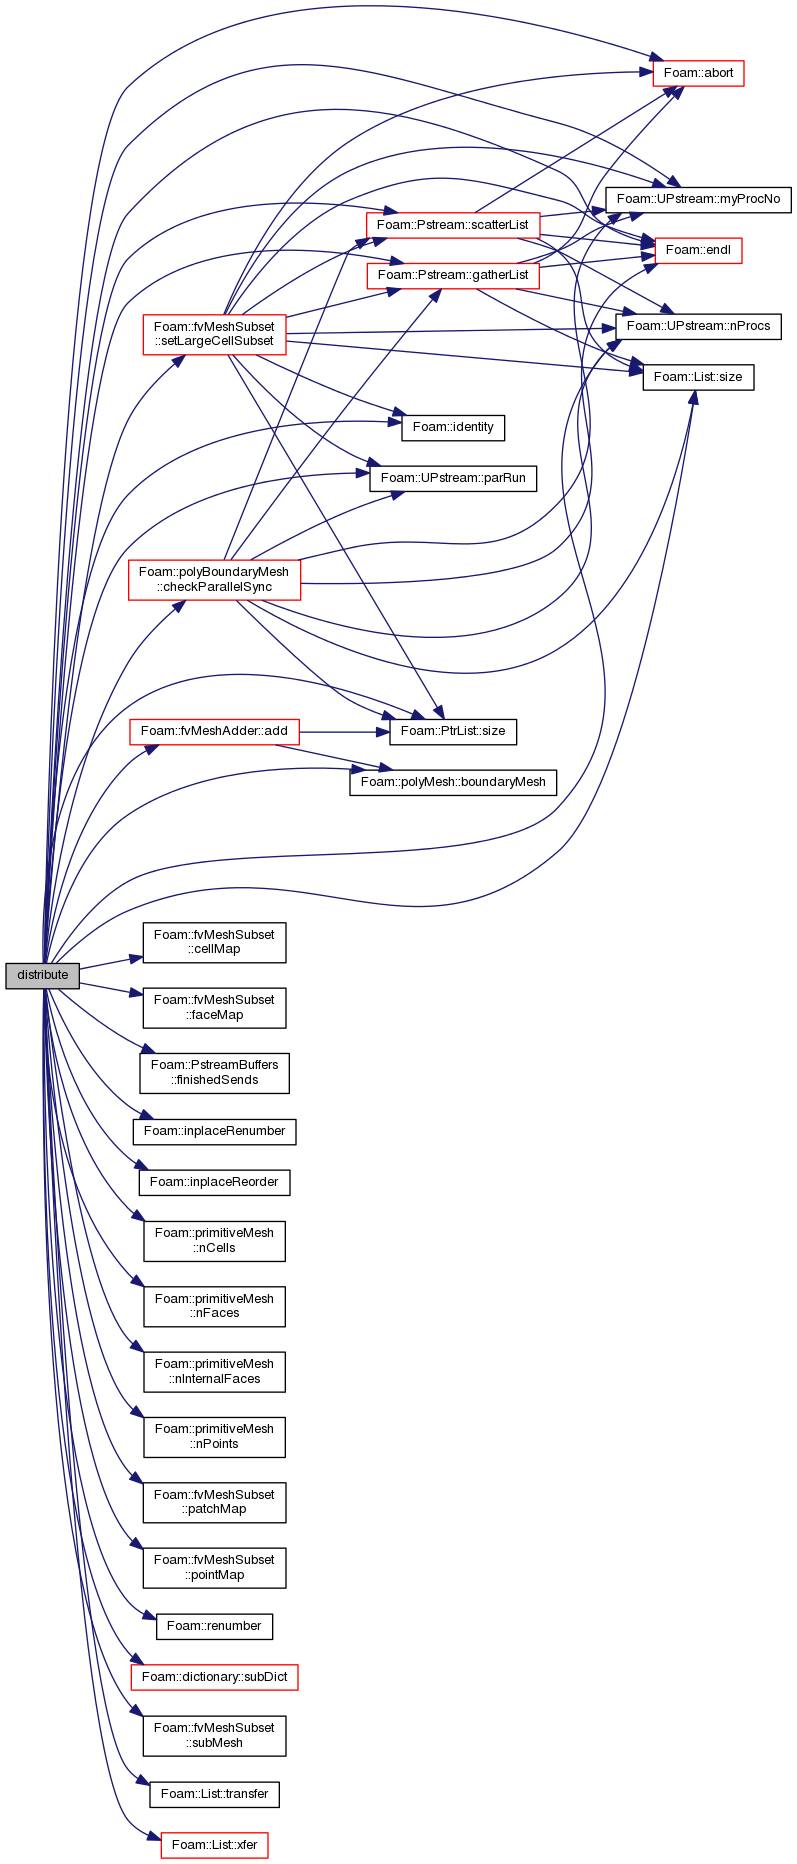 Foam::abort
Foam::UPstream::myProcNo
Foam::Pstream::scatterList
Foam::endl
Foam::Pstream::gatherList
Foam::UPstream::nProcs
Foam::fvMeshSubset
::setLargeCellSubset
Foam::List::size
Foam::identity
Foam::UPstream::parRun
Foam::polyBoundaryMesh
::checkParallelSync
Foam::fvMeshAdder::add
Foam::PtrList::size
Foam::polyMesh::boundaryMesh
Foam::fvMeshSubset
::cellMap
distribute
Foam::fvMeshSubset
::faceMap
Foam::PstreamBuffers
::finishedSends
Foam::inplaceRenumber
Foam::inplaceReorder
Foam::primitiveMesh
::nCells
Foam::primitiveMesh
::nFaces
Foam::primitiveMesh
::nInternalFaces
Foam::primitiveMesh
::nPoints
Foam::fvMeshSubset
::patchMap
Foam::fvMeshSubset
::pointMap
Foam::renumber
Foam::dictionary::subDict
Foam::fvMeshSubset
::subMesh
Foam::List::transfer
Foam::List::xfer